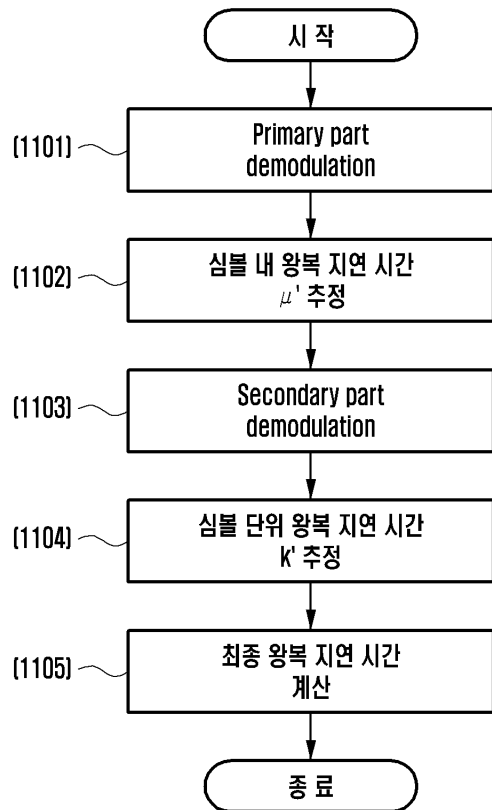 시 작
(1101)
Primary part
demodulation
(1102)
심볼 내 왕복 지연 시간
μ' 추정
(1103)
Secondary part
demodulation
(1104)
심볼 단위 왕복 지연 시간
K' 추정
(1105)
최종 왕복 지연 시간
계산
종 료